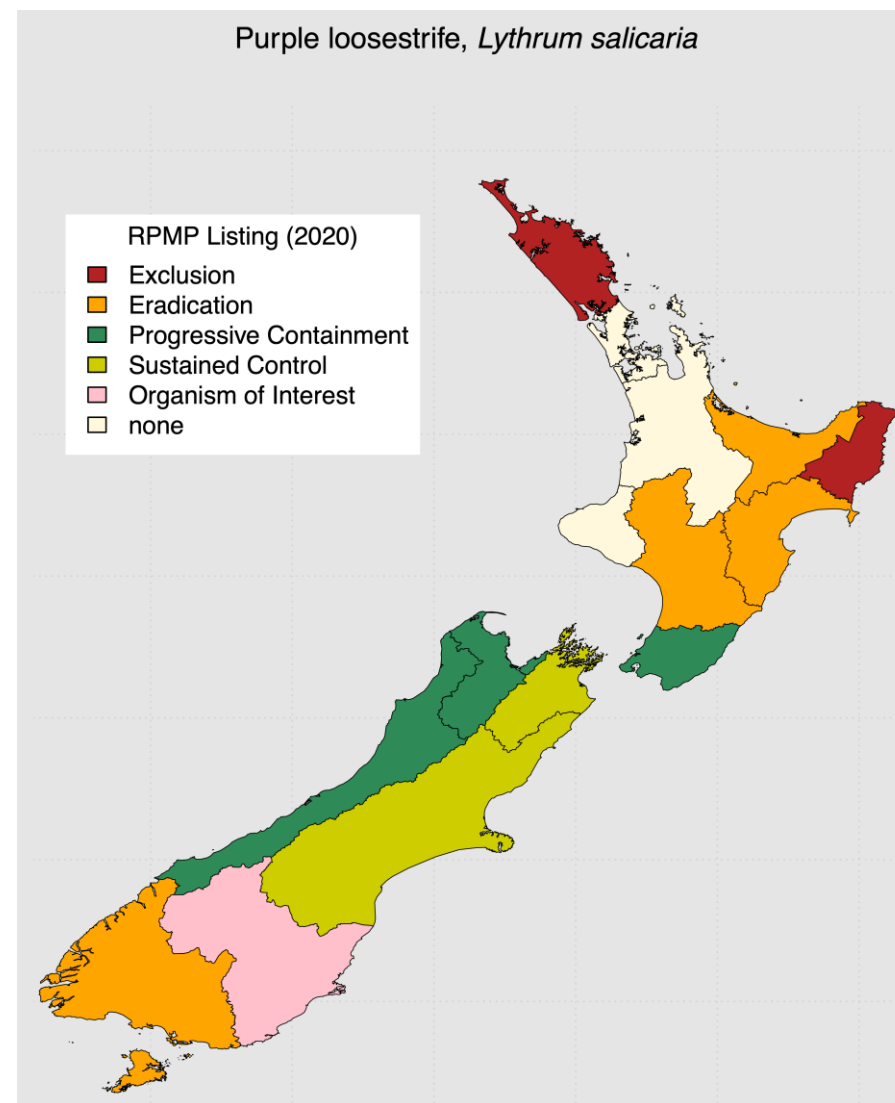 Purple loosestrife, Lythrum salicaria
RPMP Listing (2020)
Exclusion
Eradication
Progressive Containment
Sustained Control
Organism of Interest
none